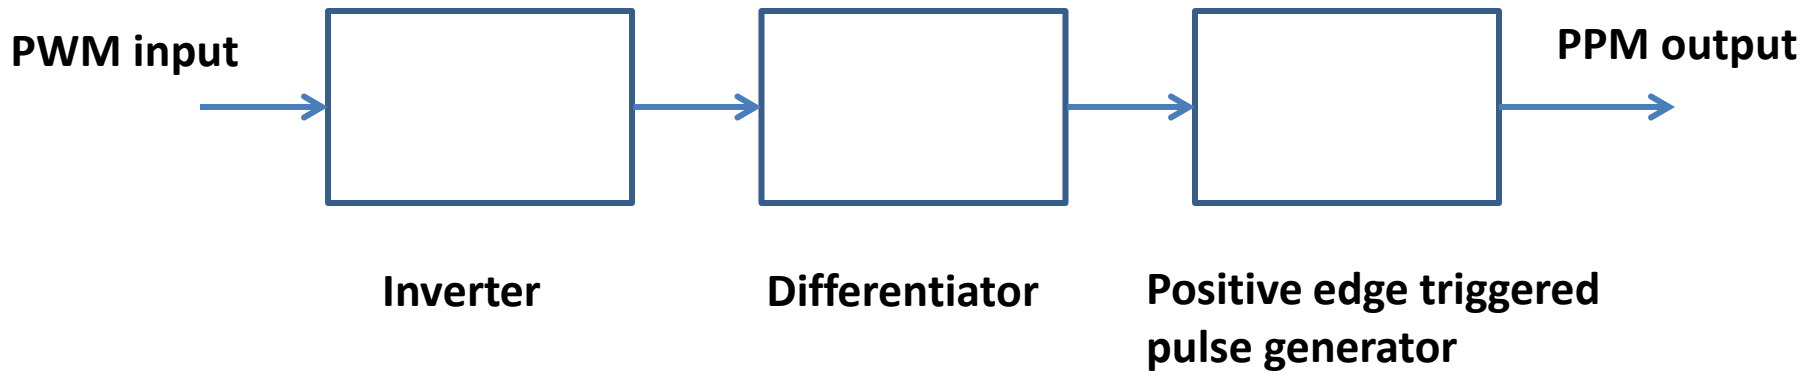 PWM input
PPM output
Inverter
Differentiator
Positive edge triggered
pulse generator